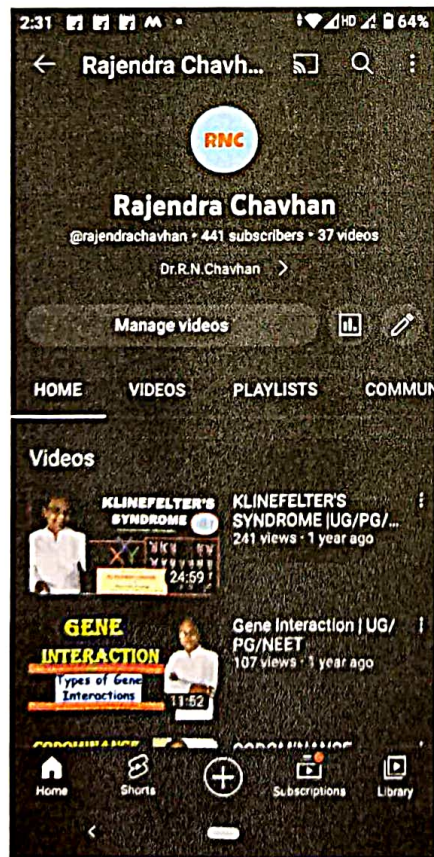 2:31 HD 64%
Rajendra Chavh...
RNC
Rajendra Chavhan
@rajendrachavhan • 441 subscribers • 37 videos
Dr.R.N.Chavhan >
Manage videos
HOME VIDEOS PLAYLISTS COMMUN
Videos
KLINEFELTER'S
SYNDROME
24:59
KLINEFELTER'S
SYNDROME |UG/PG/...
241 views · 1 year ago
GENE
INTERACTION
Types of Gene
Interactions
11:52
Gene Interaction | UG/
PG/NEET
107 views · 1 year ago
CODOMINANCE
CODOMINANCE
Home Shorts Subscriptions Library